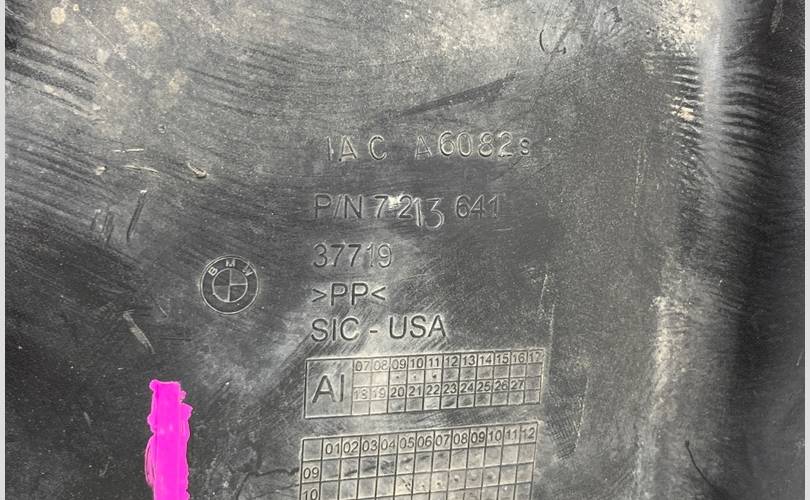 IAC A6082s
P/N 7 213 641
BMW
37719
>PP<
SIC - USA
AI
07 08 09 10 11 12 13 14 15 16 17
18 19 20 21 22 23 24 25 26 27
01 02 03 04 05 06 07 08 09 10 11 12
09
10